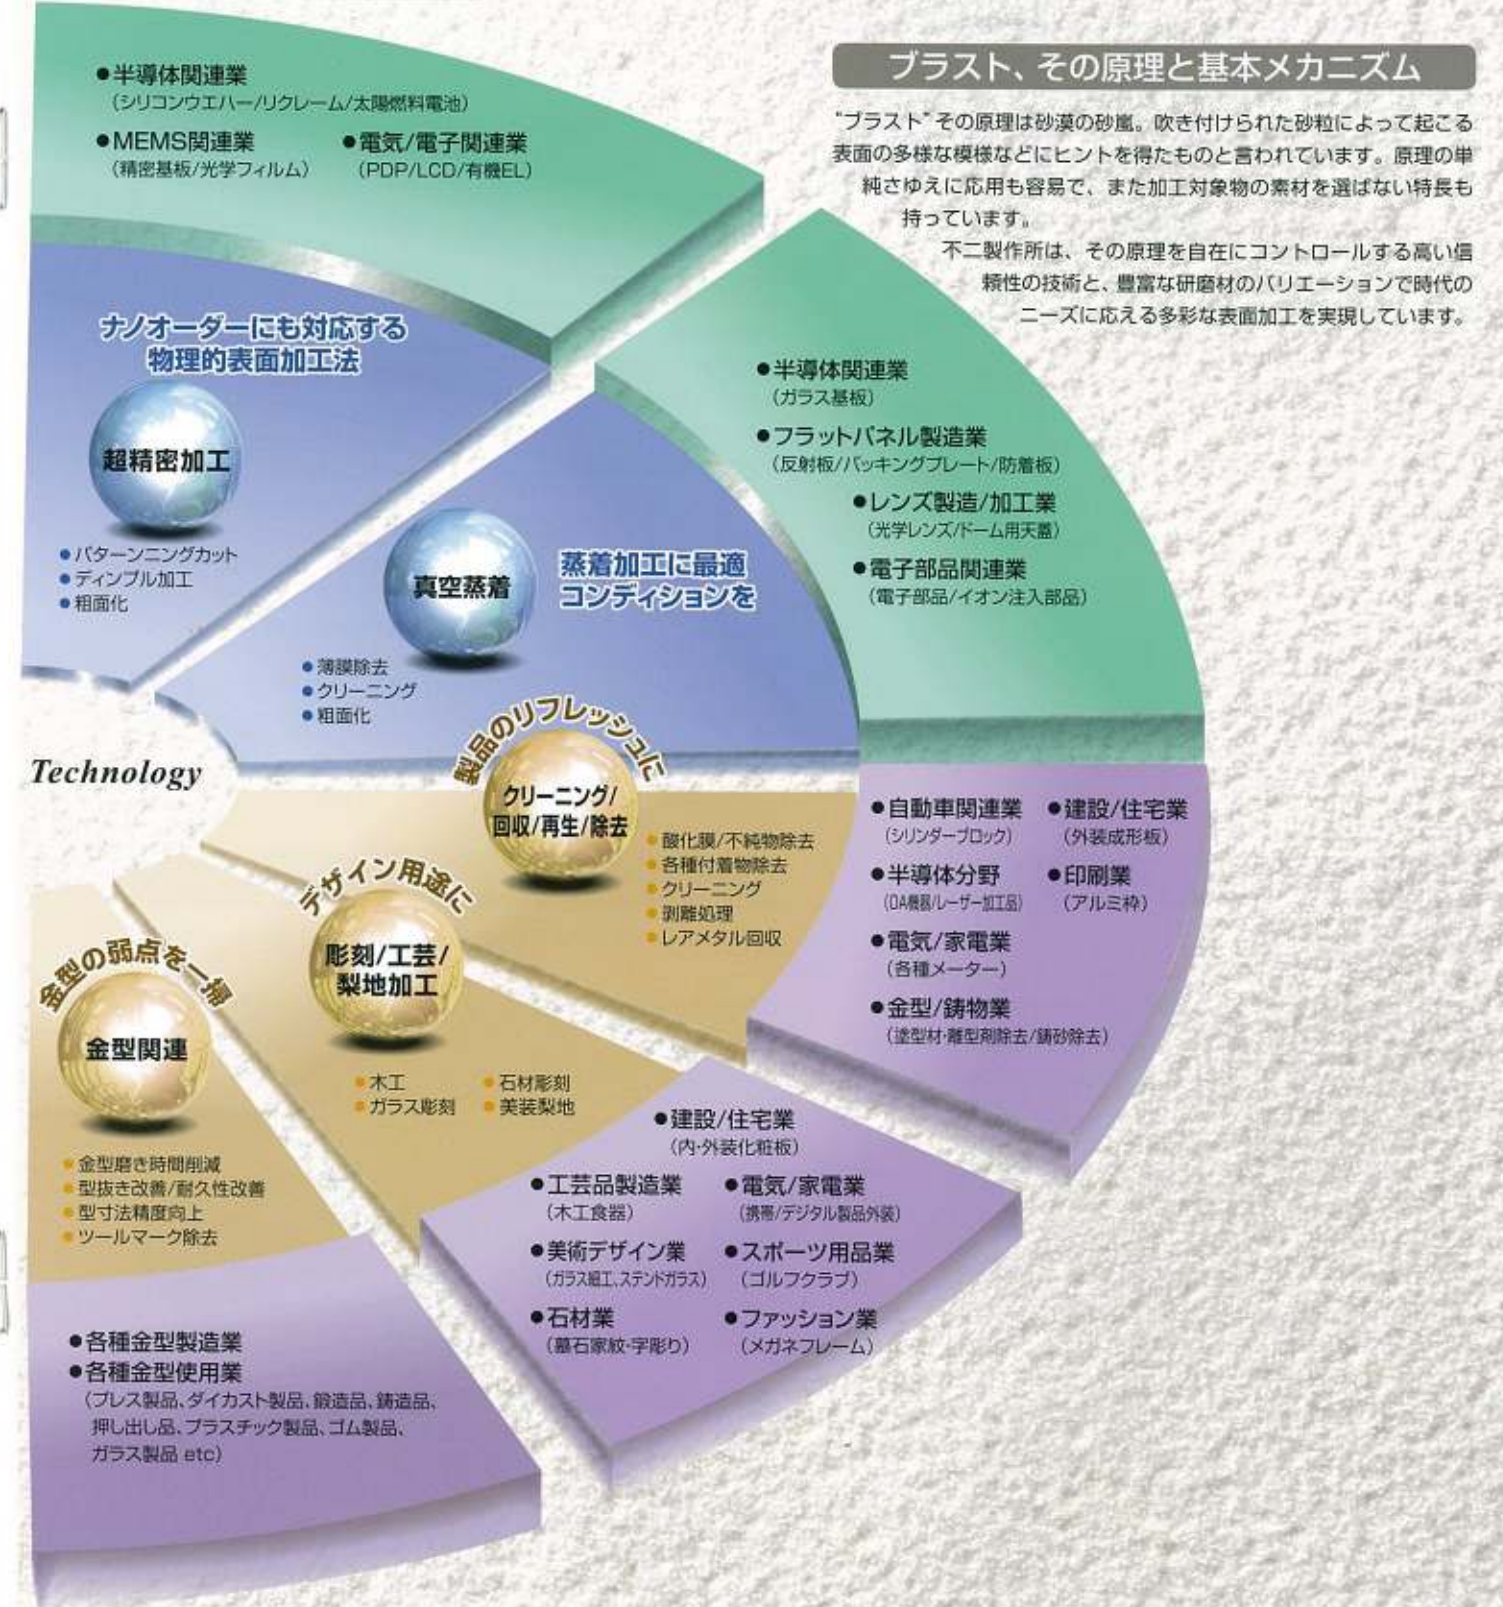 ブラスト、その原理と基本メカニズム
"ブラスト"その原理は砂漠の砂嵐。吹き付けられた砂粒によって起こる
表面の多様な模様などにヒントを得たものと言われています。原理の単
純さゆえに応用も容易で、また加工対象物の素材を選ばない特長も
持っています。
不二製作所は、その原理を自在にコントロールする高い信
頼性の技術と、豊富な研磨材のバリエーションで時代の
ニーズに応える多彩な表面加工を実現しています。
●半導体関連業
(シリコンウエハー/リクレーム/太陽燃料電池)
●MEMS関連業
(精密基板/光学フィルム)
●電気/電子関連業
(PDP/LCD/有機EL)
ナノオーダーにも対応する
物理的表面加工法
超精密加工
●パターンニングカット
●ディンプル加工
●粗面化
●半導体関連業
(ガラス基板)
●フラットパネル製造業
(反射板/バッキングプレート/防着板)
●レンズ製造/加工業
(光学レンズ/ドーム用天蓋)
●電子部品関連業
(電子部品/イオン注入部品)
蒸着加工に最適
コンディションを
真空蒸着
●薄膜除去
●クリーニング
●粗面化
Technology
製品のリフレッシュに
クリーニング/
回収/再生/除去
●酸化膜/不純物除去
●各種付着物除去
●クリーニング
●剥離処理
●レアメタル回収
●自動車関連業
(シリンダーブロック)
●建設/住宅業
(外装成形板)
●半導体分野
(OA機器/レーザー加工品)
●印刷業
(アルミ枠)
●電気/家電業
(各種メーター)
●金型/鋳物業
(塗型材・離型剤除去/鋳砂除去)
デザイン用途に
彫刻/工芸/
梨地加工
●木工
●ガラス彫刻
●石材彫刻
●美装梨地
●建設/住宅業
(内・外装化粧板)
●工芸品製造業
(木工食器)
●電気/家電業
(携帯/デジタル製品外装)
●美術デザイン業
(ガラス細工、ステンドガラス)
●スポーツ用品業
(ゴルフクラブ)
●石材業
(墓石家紋・字彫り)
●ファッション業
(メガネフレーム)
金型の弱点を一掃
金型関連
●金型磨き時間削減
●型抜き改善/耐久性改善
●型寸法精度向上
●ツールマーク除去
●各種金型製造業
●各種金型使用業
(プレス製品、ダイカスト製品、鍛造品、鋳造品、
押し出し品、プラスチック製品、ゴム製品、
ガラス製品 etc)